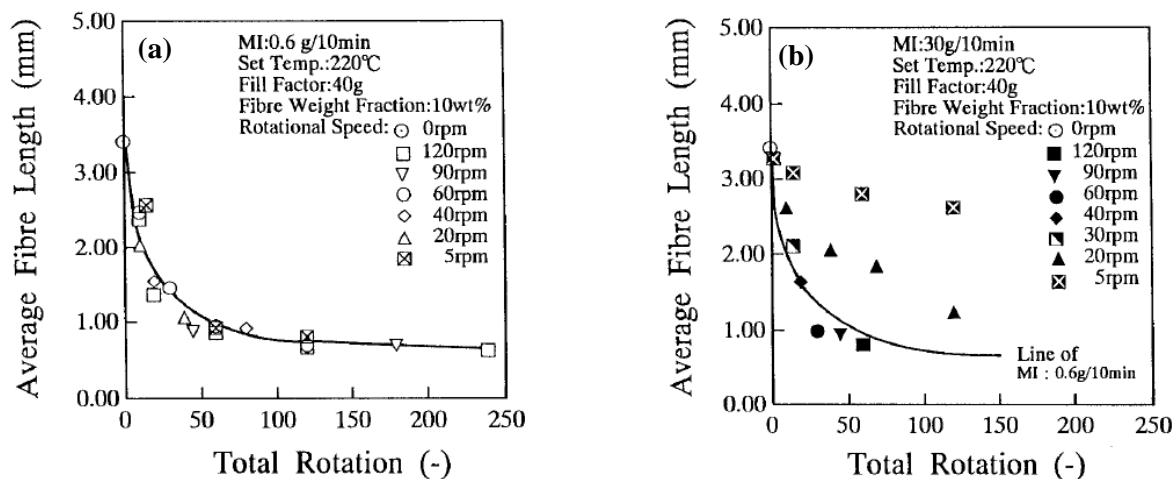 (a)
MI:0.6 g/10min
Set Temp.:220℃
Fill Factor:40g
Fibre Weight Fraction:10wt%
Rotational Speed: 0rpm
120rpm
90rpm
60rpm
40rpm
20rpm
5rpm
Average Fibre Length (mm)
5.00
4.00
3.00
2.00
1.00
0.00
0 50 100 150 200 250
Total Rotation (-)
(b)
MI:30g/10min
Set Temp.:220℃
Fill Factor:40g
Fibre Weight Fraction:10wt%
Rotational Speed: 0rpm
120rpm
90rpm
60rpm
40rpm
30rpm
20rpm
5rpm
Line of
MI : 0.6g/10min
Average Fibre Length (mm)
5.00
4.00
3.00
2.00
1.00
0.00
0 50 100 150 200 250
Total Rotation (-)